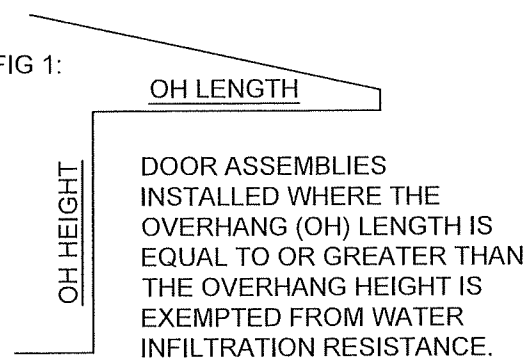 FIG 1:
OH LENGTH
OH HEIGHT
DOOR ASSEMBLIES
INSTALLED WHERE THE
OVERHANG (OH) LENGTH IS
EQUAL TO OR GREATER THAN
THE OVERHANG HEIGHT IS
EXEMPTED FROM WATER
INFILTRATION RESISTANCE.